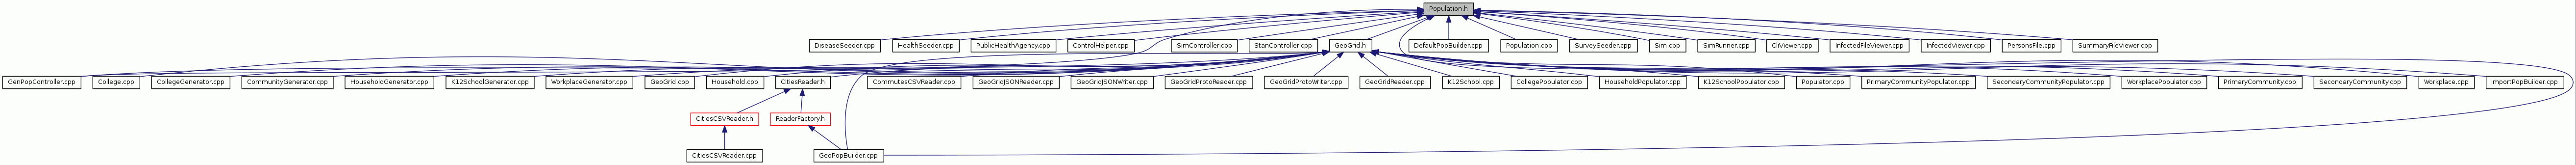 Population.h
DiseaseSeeder.cpp
HealthSeeder.cpp
PublicHealthAgency.cpp
ControlHelper.cpp
SimController.cpp
StanController.cpp
GeoGrid.h
DefaultPopBuilder.cpp
Population.cpp
SurveySeeder.cpp
Sim.cpp
SimRunner.cpp
CliViewer.cpp
InfectedFileViewer.cpp
InfectedViewer.cpp
PersonsFile.cpp
SummaryFileViewer.cpp
GenPopController.cpp
College.cpp
CollegeGenerator.cpp
CommunityGenerator.cpp
HouseholdGenerator.cpp
K12SchoolGenerator.cpp
WorkplaceGenerator.cpp
GeoGrid.cpp
Household.cpp
CitiesReader.h
CommutesCSVReader.cpp
GeoGridJSONReader.cpp
GeoGridJSONWriter.cpp
GeoGridProtoReader.cpp
GeoGridProtoWriter.cpp
GeoGridReader.cpp
K12School.cpp
CollegePopulator.cpp
HouseholdPopulator.cpp
K12SchoolPopulator.cpp
Populator.cpp
PrimaryCommunityPopulator.cpp
SecondaryCommunityPopulator.cpp
WorkplacePopulator.cpp
PrimaryCommunity.cpp
SecondaryCommunity.cpp
Workplace.cpp
ImportPopBuilder.cpp
CitiesCSVReader.h
ReaderFactory.h
CitiesCSVReader.cpp
GeoPopBuilder.cpp